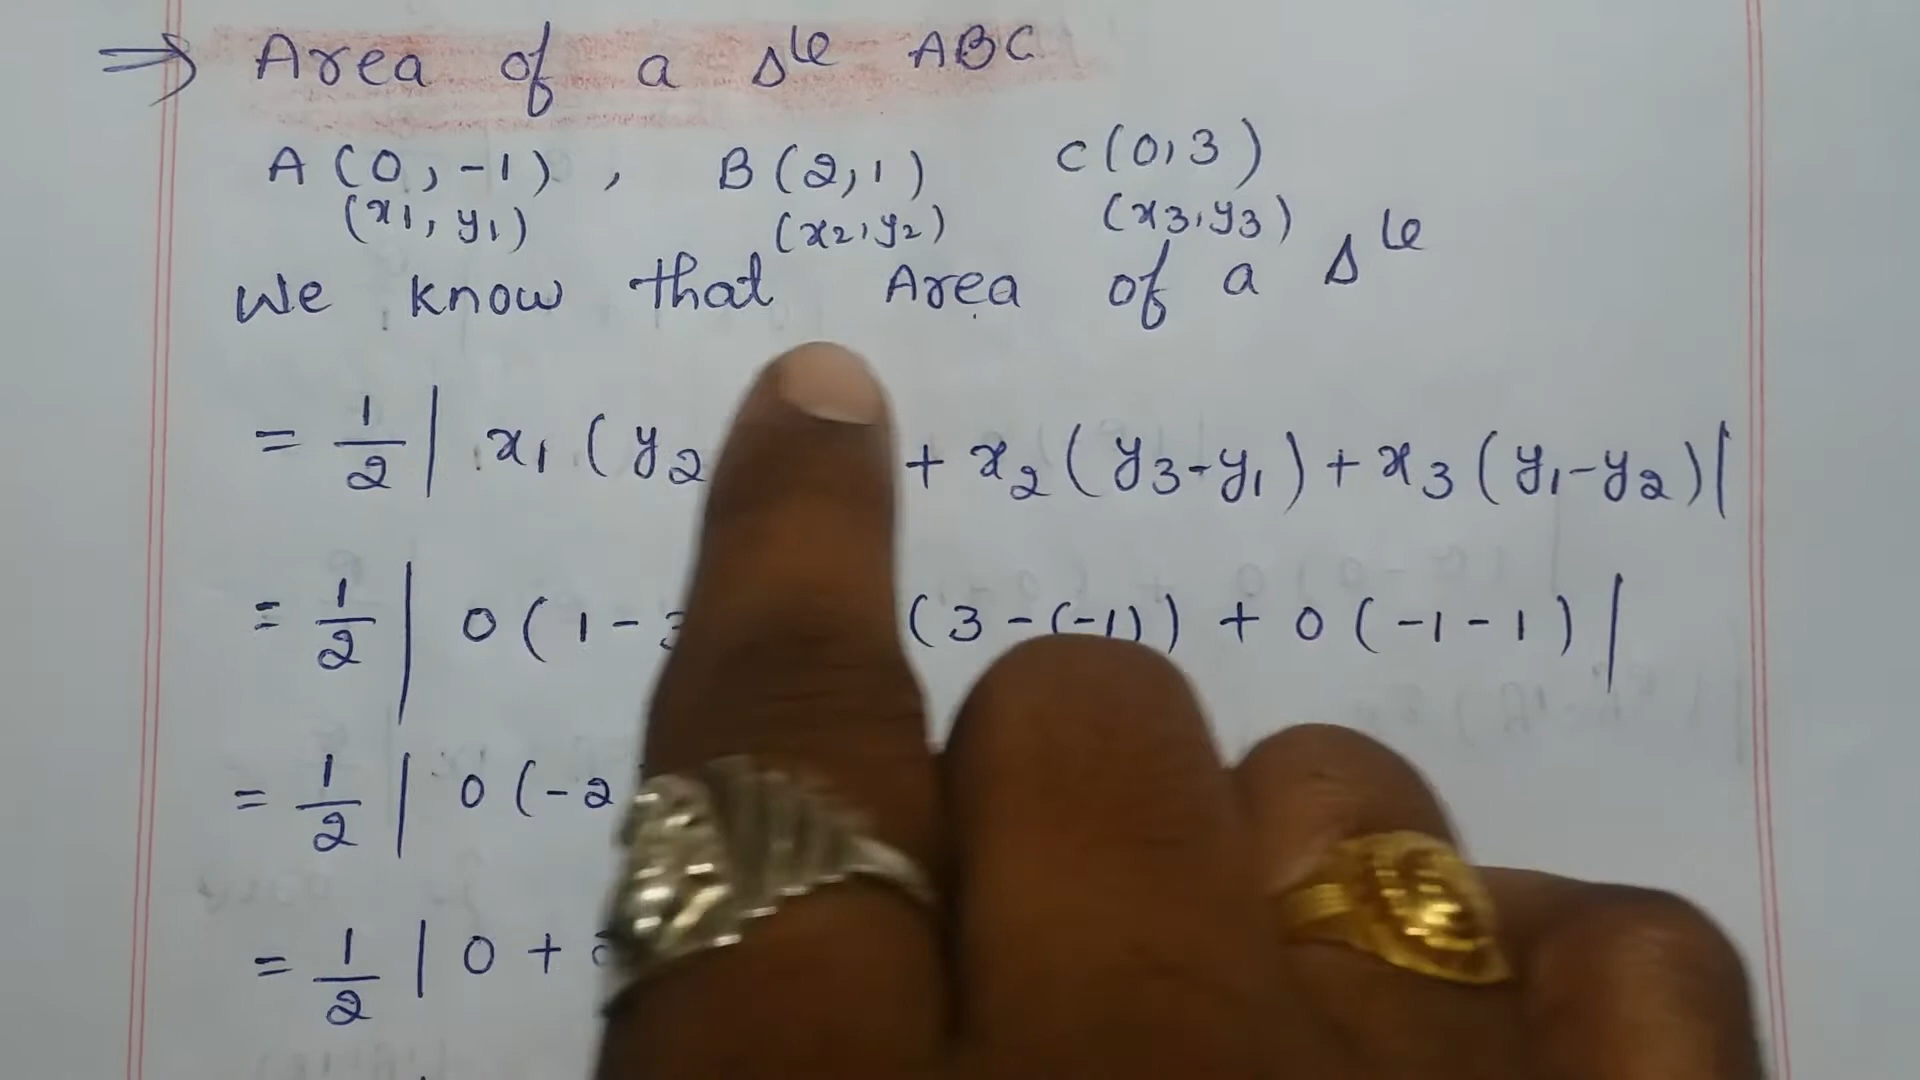 ⇒ Area of a Δle ABC
A (0, -1) , B (2, 1) C (0, 3)
(x1, y1) (x2, y2) (x3, y3)
We know that Area of a Δle
= 1/2 | x1 (y2 + x2 (y3-y1) + x3 (y1-y2) |
= 1/2 | 0 (1 - (3 - (-1)) + 0 (-1 - 1) |
= 1/2 | 0 (-2
= 1/2 | 0 +